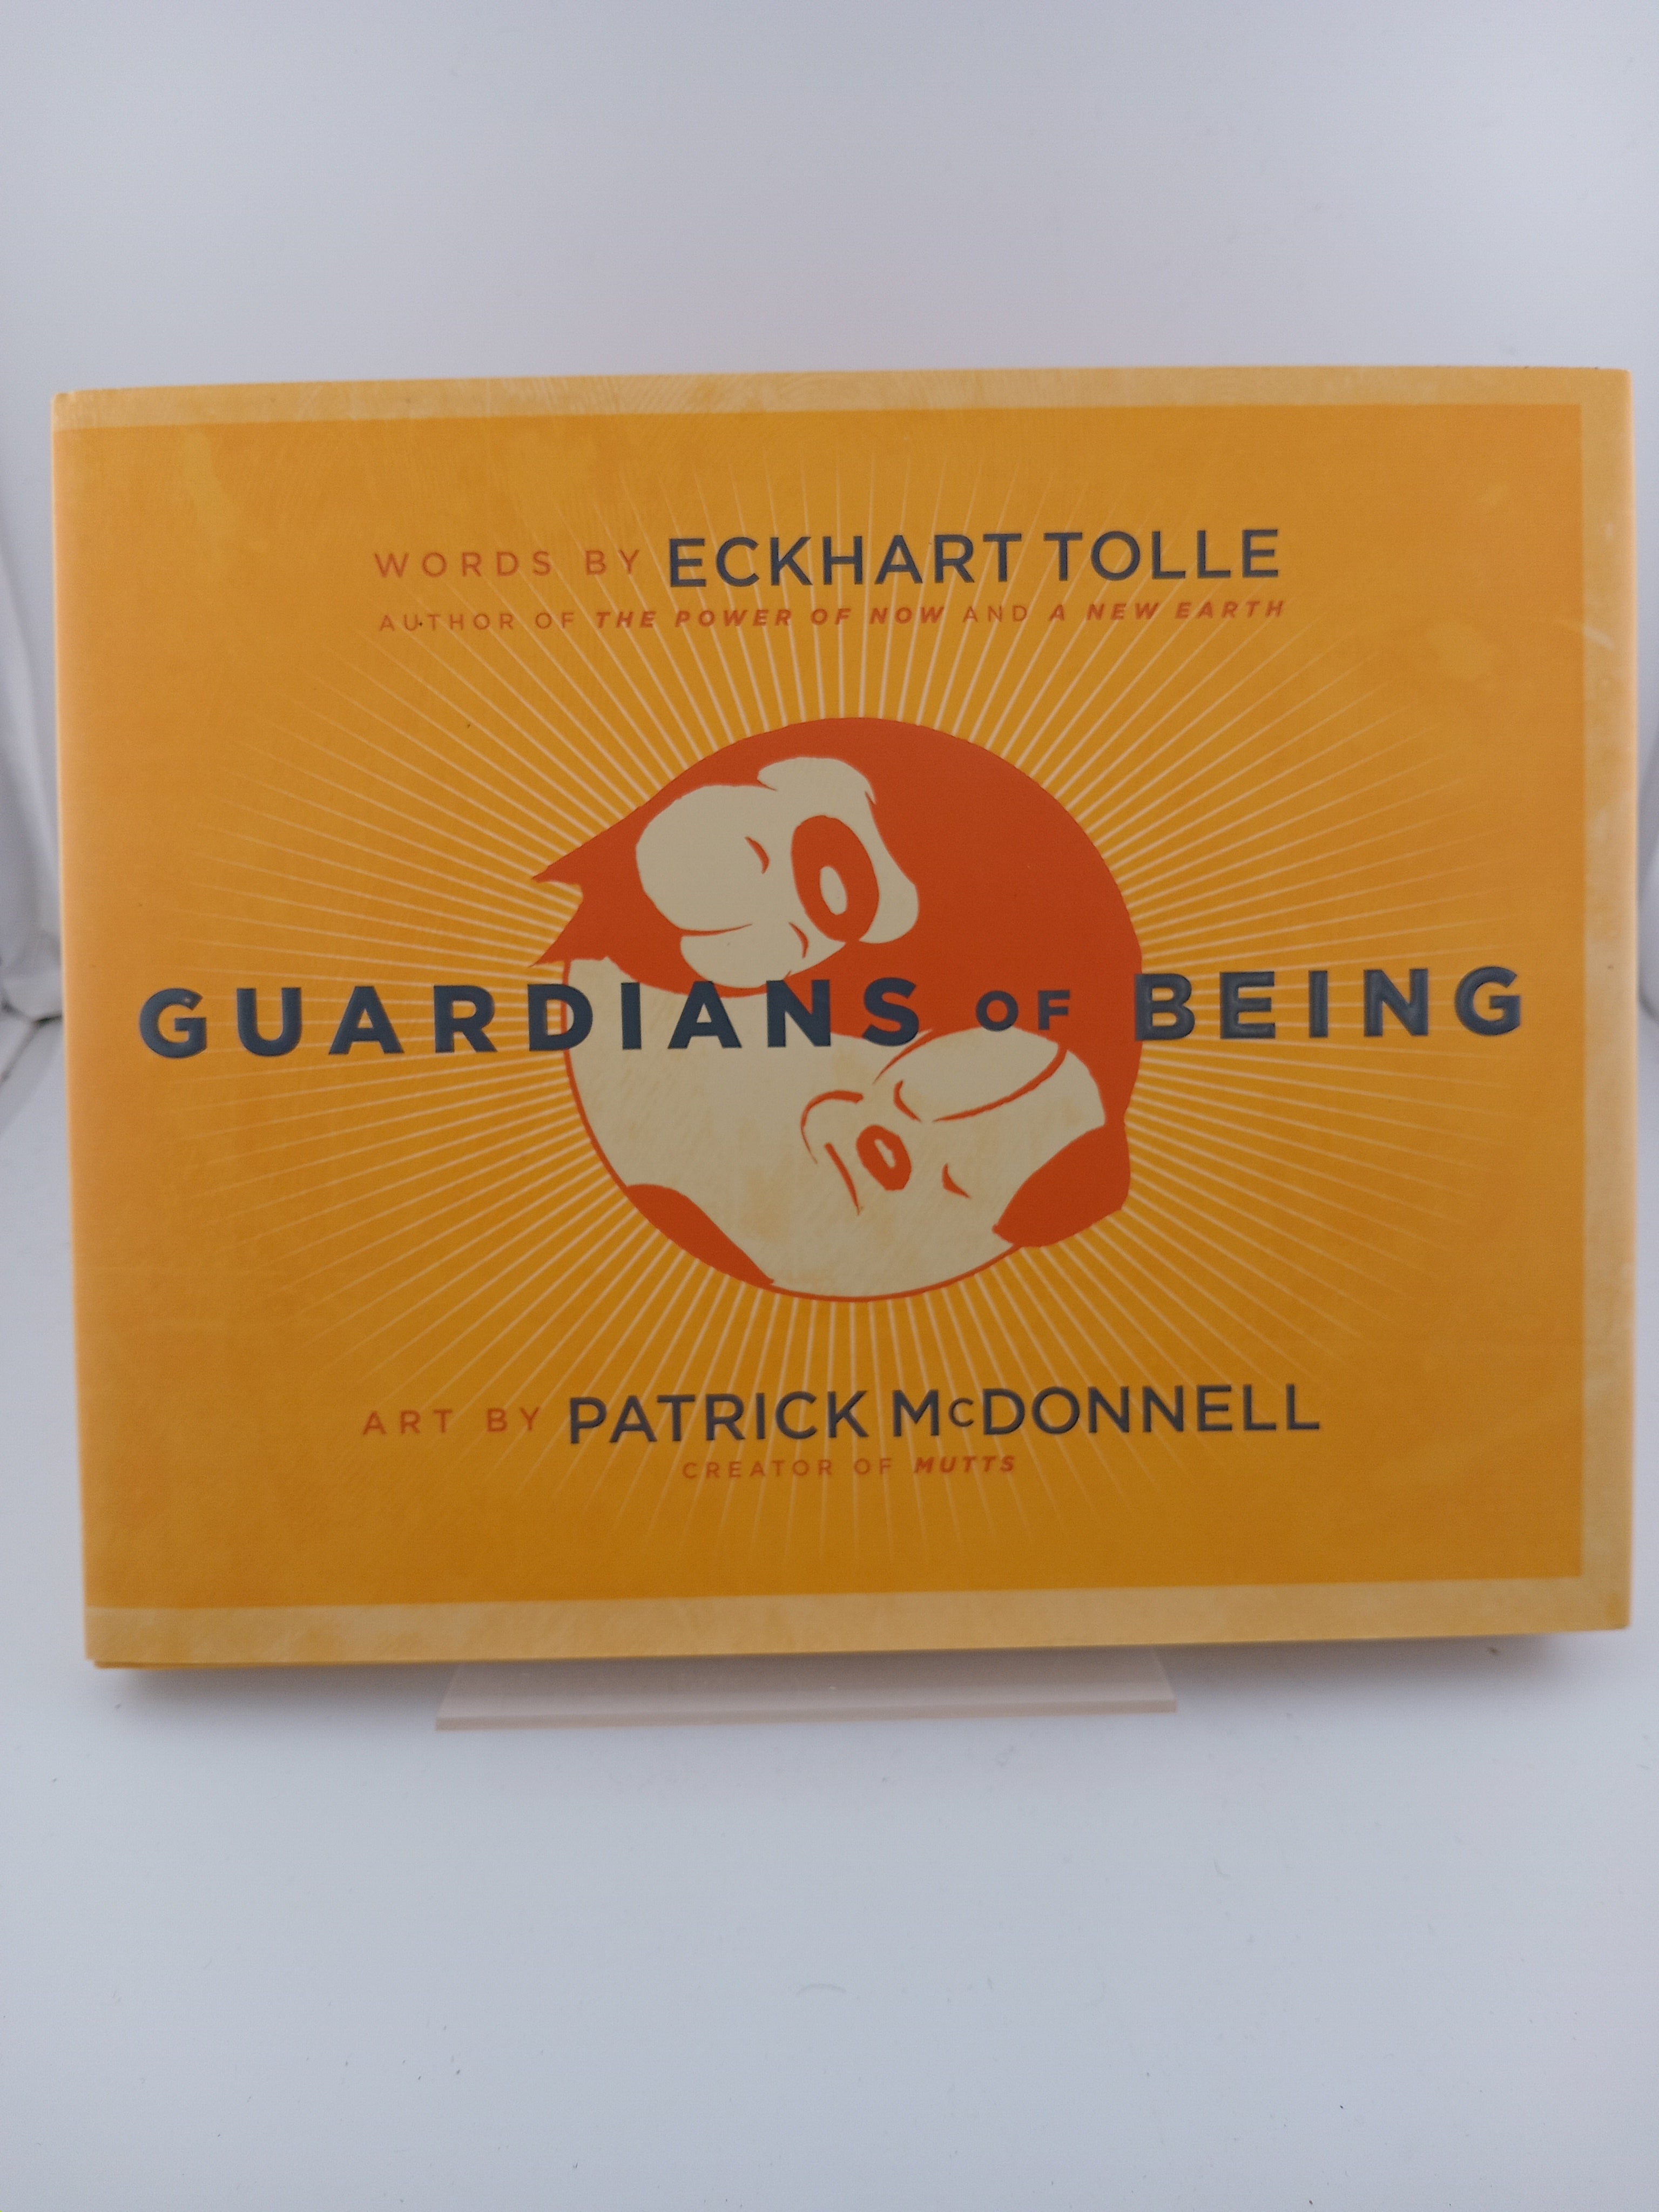 WORDS BY ECKHART TOLLE
AUTHOR OF THE POWER OF NOW AND A NEW EARTH
GUARDIANS OF BEING
ART BY PATRICK McDONNELL
CREATOR OF MUTTS